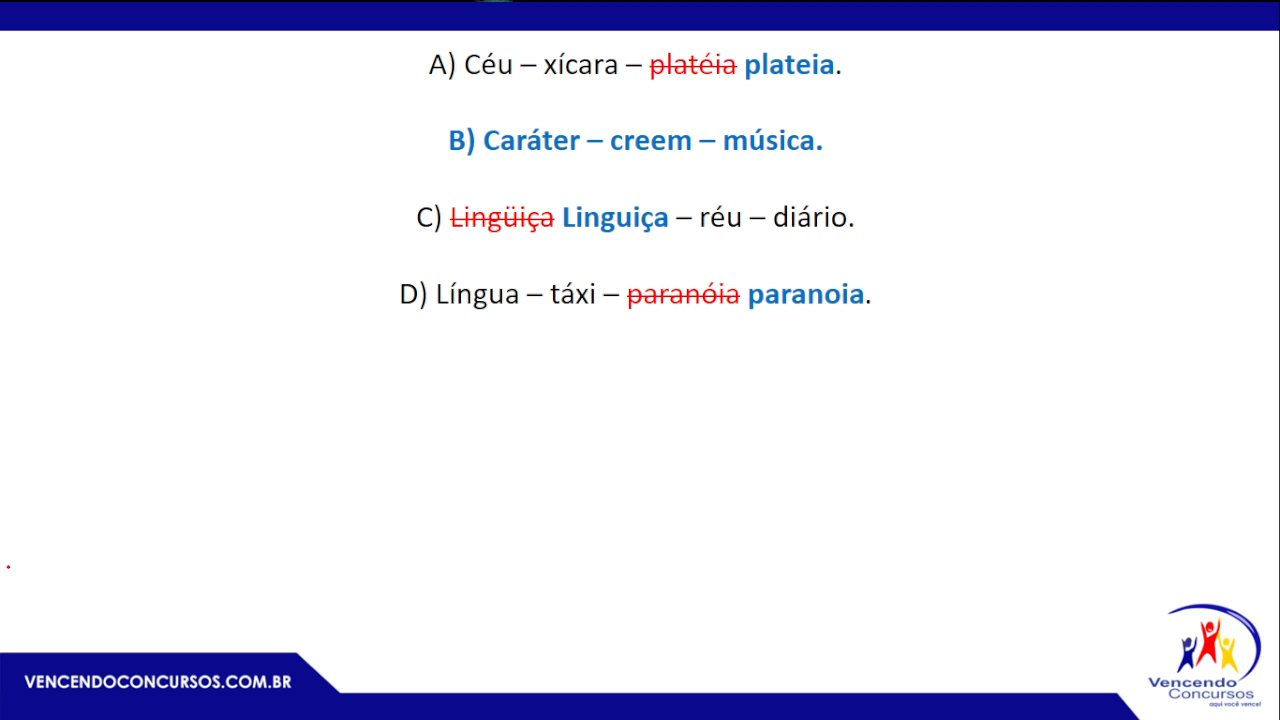 A) Céu – xícara – platéia plateia.
B) Caráter – creem – música.
C) Lingüiça Linguiça – réu – diário.
D) Língua – táxi – paranóia paranoia.
VENCENDOCONCURSOS.COM.BR
Vencendo
Concursos
aqui você vence!